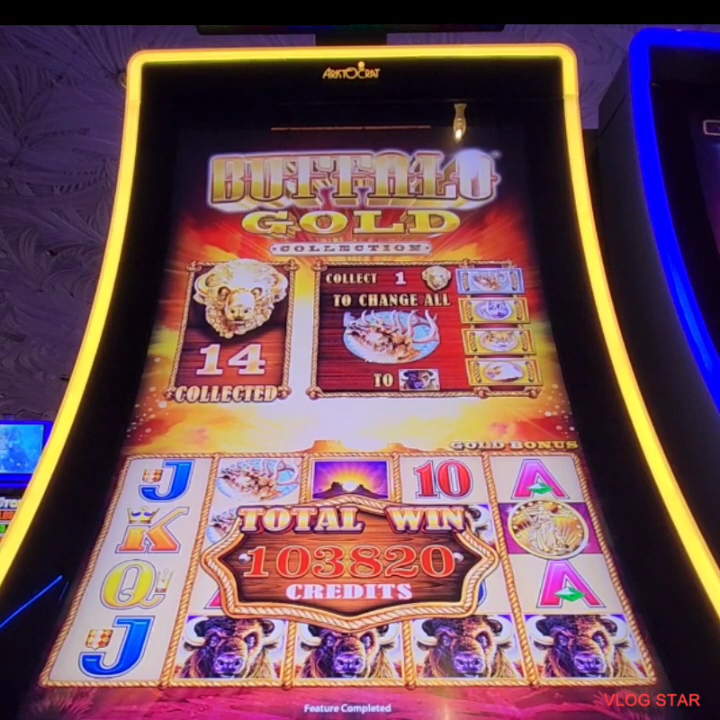 ARISTOCRAT
BUFFALO
GOLD
COLLECTION
14
COLLECTED
COLLECT 1
TO CHANGE ALL
TO
GOLD BONUS
J
10
A
K
Q
A
J
TOTAL WIN
103820
CREDITS
Feature Completed
VLOG STAR